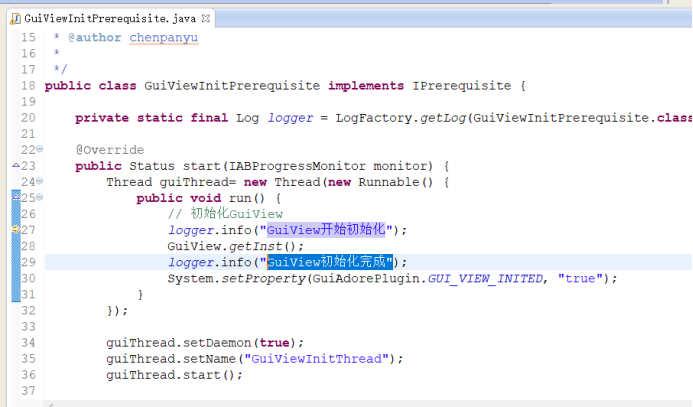 GuiViewInitPrerequisite.java
15 * @author chenpanyu
16 *
17 */
18 public class GuiViewInitPrerequisite implements IPrerequisite {
19
20 private static final Log logger = LogFactory.getLog(GuiViewInitPrerequisite.class
21
22 @Override
23 public Status start(IABProgressMonitor monitor) {
24 Thread guiThread= new Thread(new Runnable() {
25 public void run() {
26 // 初始化GuiView
27 logger.info("GuiView开始初始化");
28 GuiView.getInst();
29 logger.info("GuiView初始化完成");
30 System.setProperty(GuiAdorePlugin.GUI_VIEW_INITED, "true");
31 }
32 });
33
34 guiThread.setDaemon(true);
35 guiThread.setName("GuiViewInitThread");
36 guiThread.start();
37